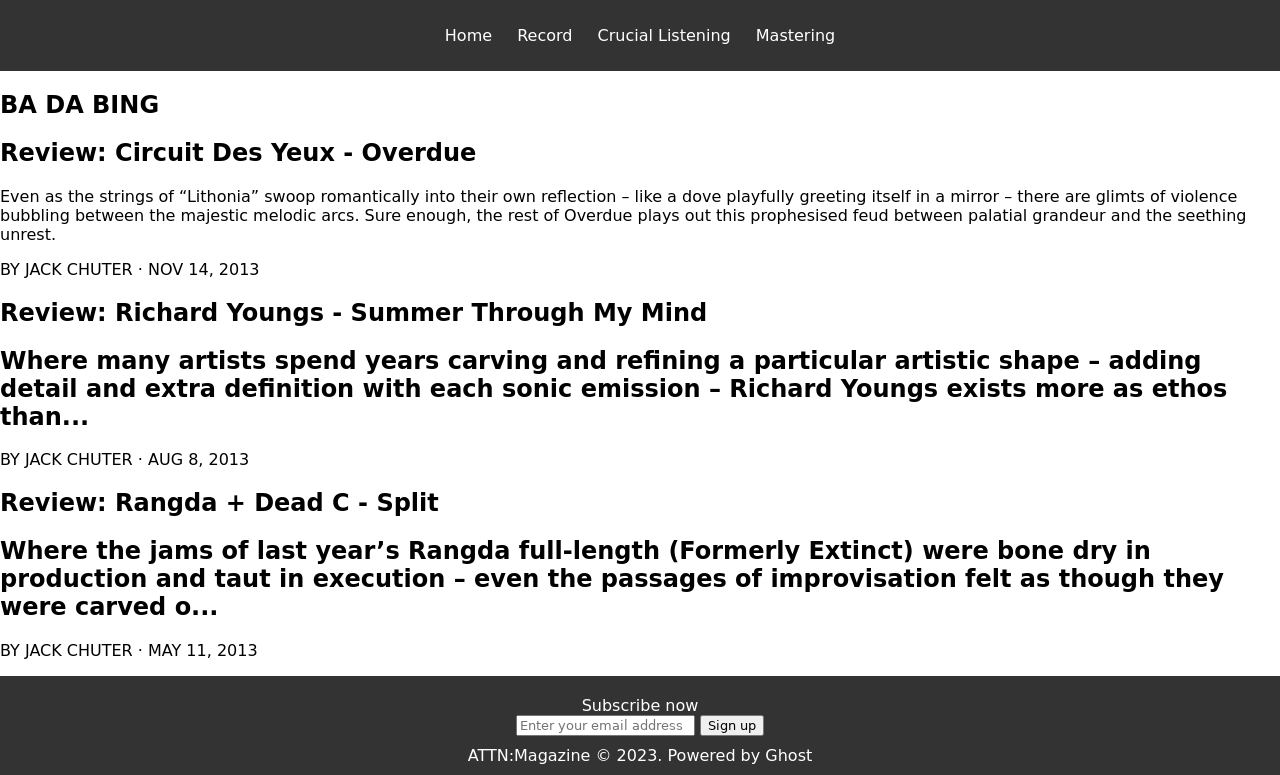 Home Record Crucial Listening Mastering
BA DA BING
Review: Circuit Des Yeux - Overdue
Even as the strings of “Lithonia” swoop romantically into their own reflection – like a dove playfully greeting itself in a mirror – there are glimts of violence
bubbling between the majestic melodic arcs. Sure enough, the rest of Overdue plays out this prophesised feud between palatial grandeur and the seething
unrest.
BY JACK CHUTER · NOV 14, 2013
Review: Richard Youngs - Summer Through My Mind
Where many artists spend years carving and refining a particular artistic shape – adding
detail and extra definition with each sonic emission – Richard Youngs exists more as ethos
than...
BY JACK CHUTER · AUG 8, 2013
Review: Rangda + Dead C - Split
Where the jams of last year’s Rangda full-length (Formerly Extinct) were bone dry in
production and taut in execution – even the passages of improvisation felt as though they
were carved o...
BY JACK CHUTER · MAY 11, 2013
Subscribe now
Enter your email address Sign up
ATTN:Magazine © 2023. Powered by Ghost